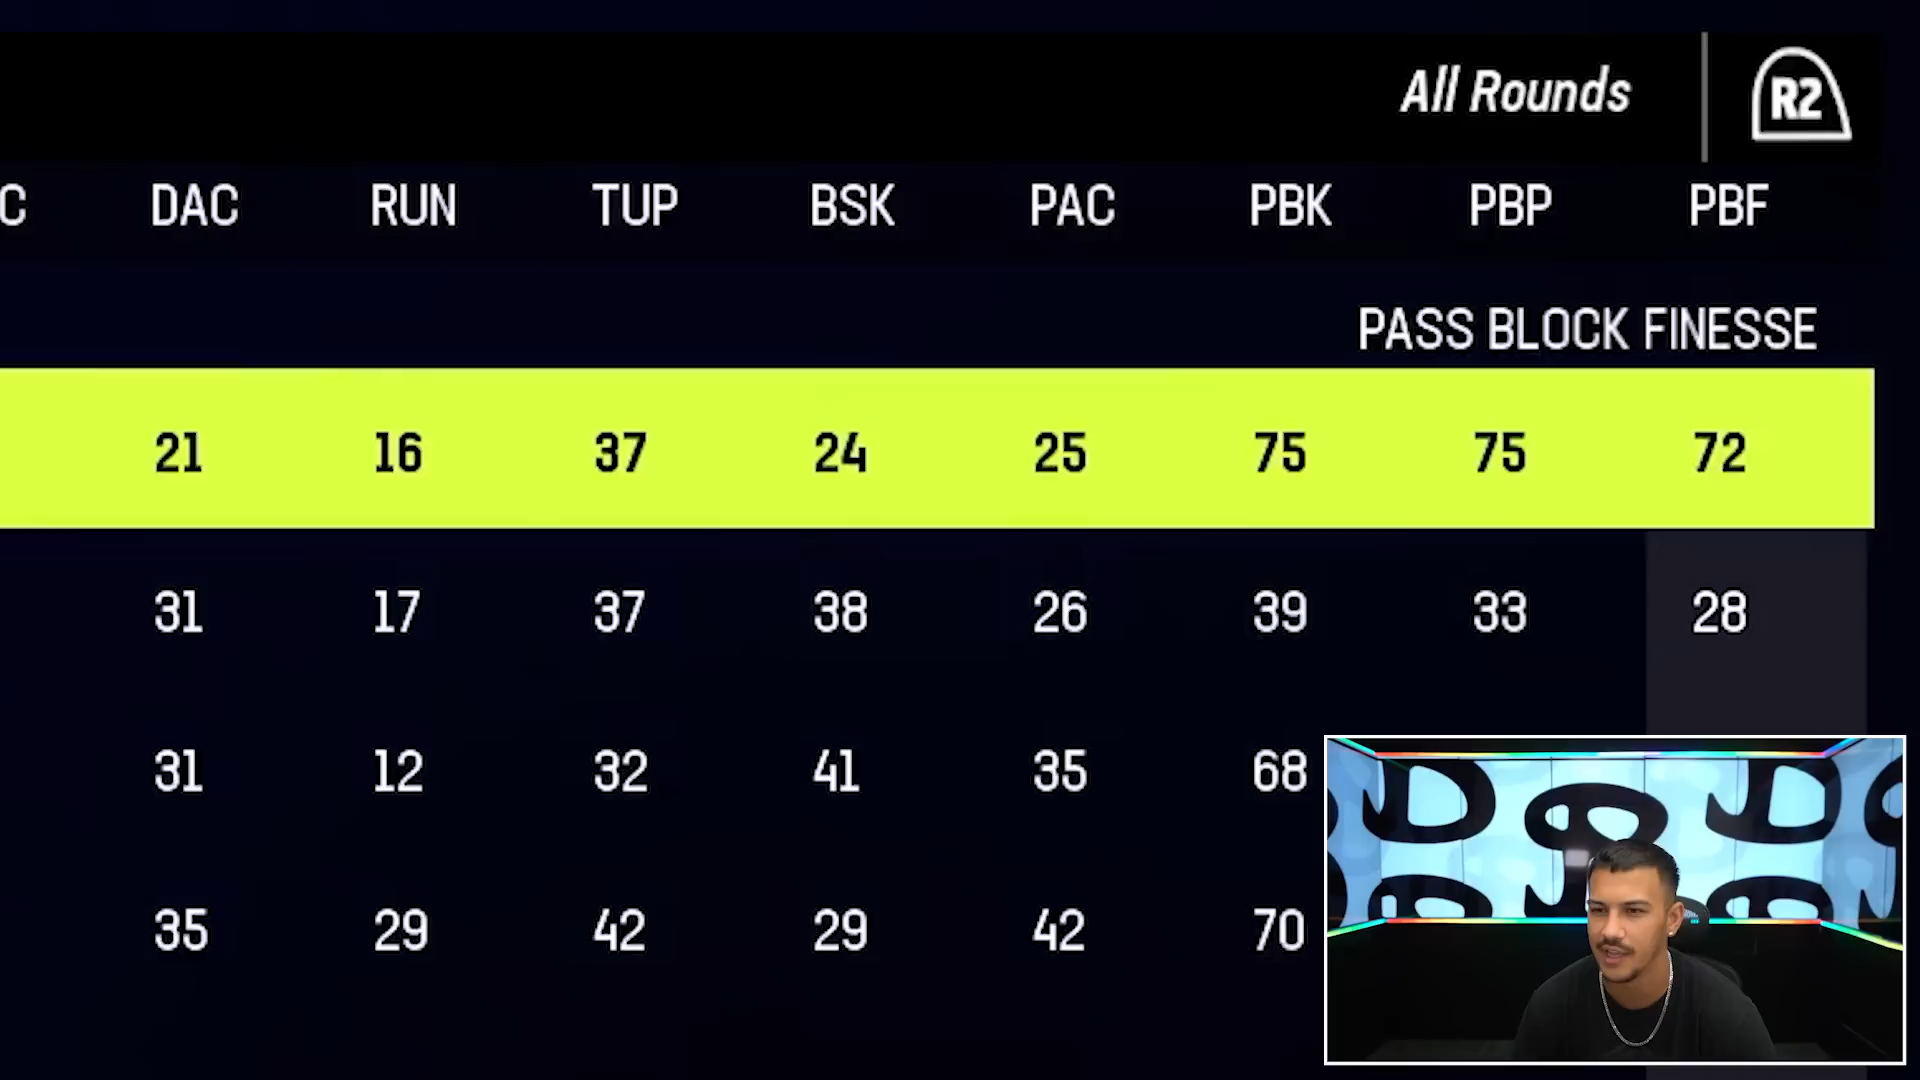 All Rounds R2
C DAC RUN TUP BSK PAC PBK PBP PBF
PASS BLOCK FINESSE
21 16 37 24 25 75 75 72
31 17 37 38 26 39 33 28
31 12 32 41 35 68
35 29 42 29 42 70